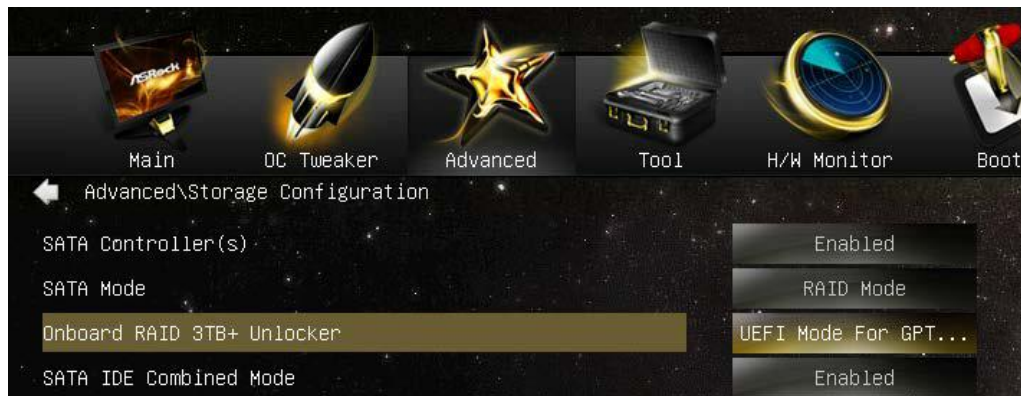 ASRock
Main OC Tweaker Advanced Tool H/W Monitor Boot
Advanced\Storage Configuration
SATA Controller(s) Enabled
SATA Mode RAID Mode
Onboard RAID 3TB+ Unlocker UEFI Mode For GPT...
SATA IDE Combined Mode Enabled